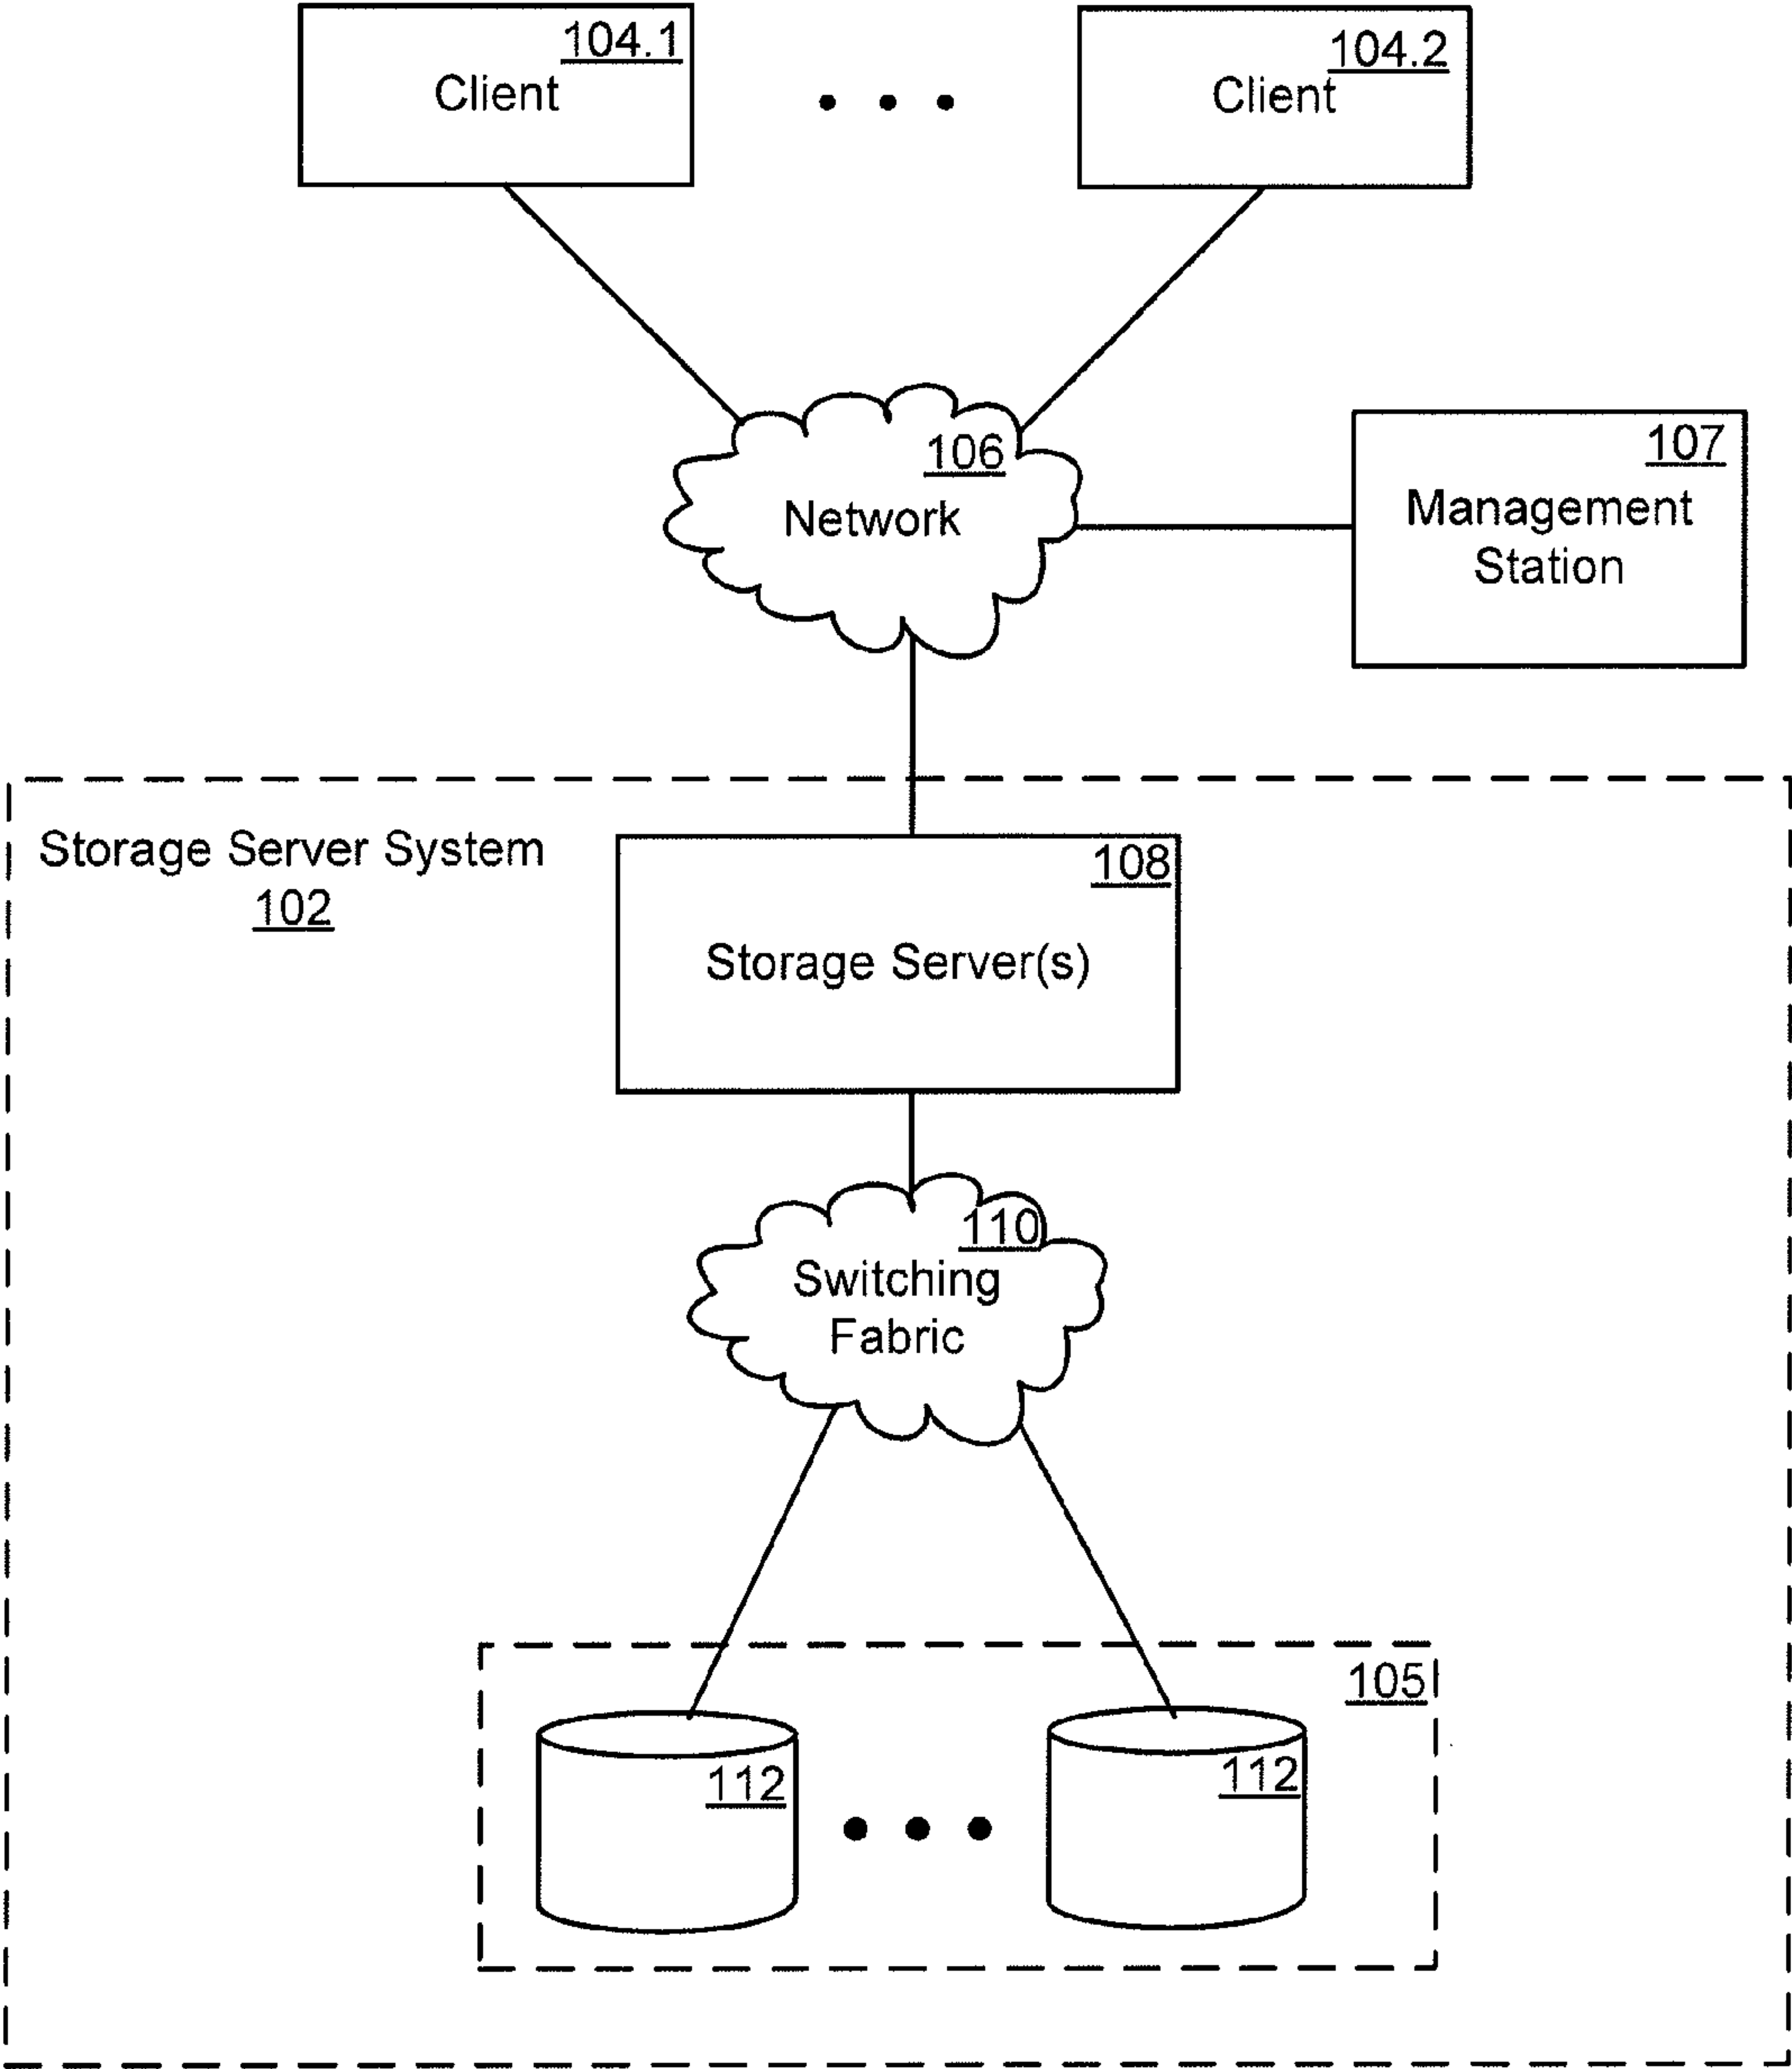 104.1
Client
104.2
Client
106
Network
107
Management
Station
Storage Server System
102
108
Storage Server(s)
110
Switching
Fabric
105
112
112